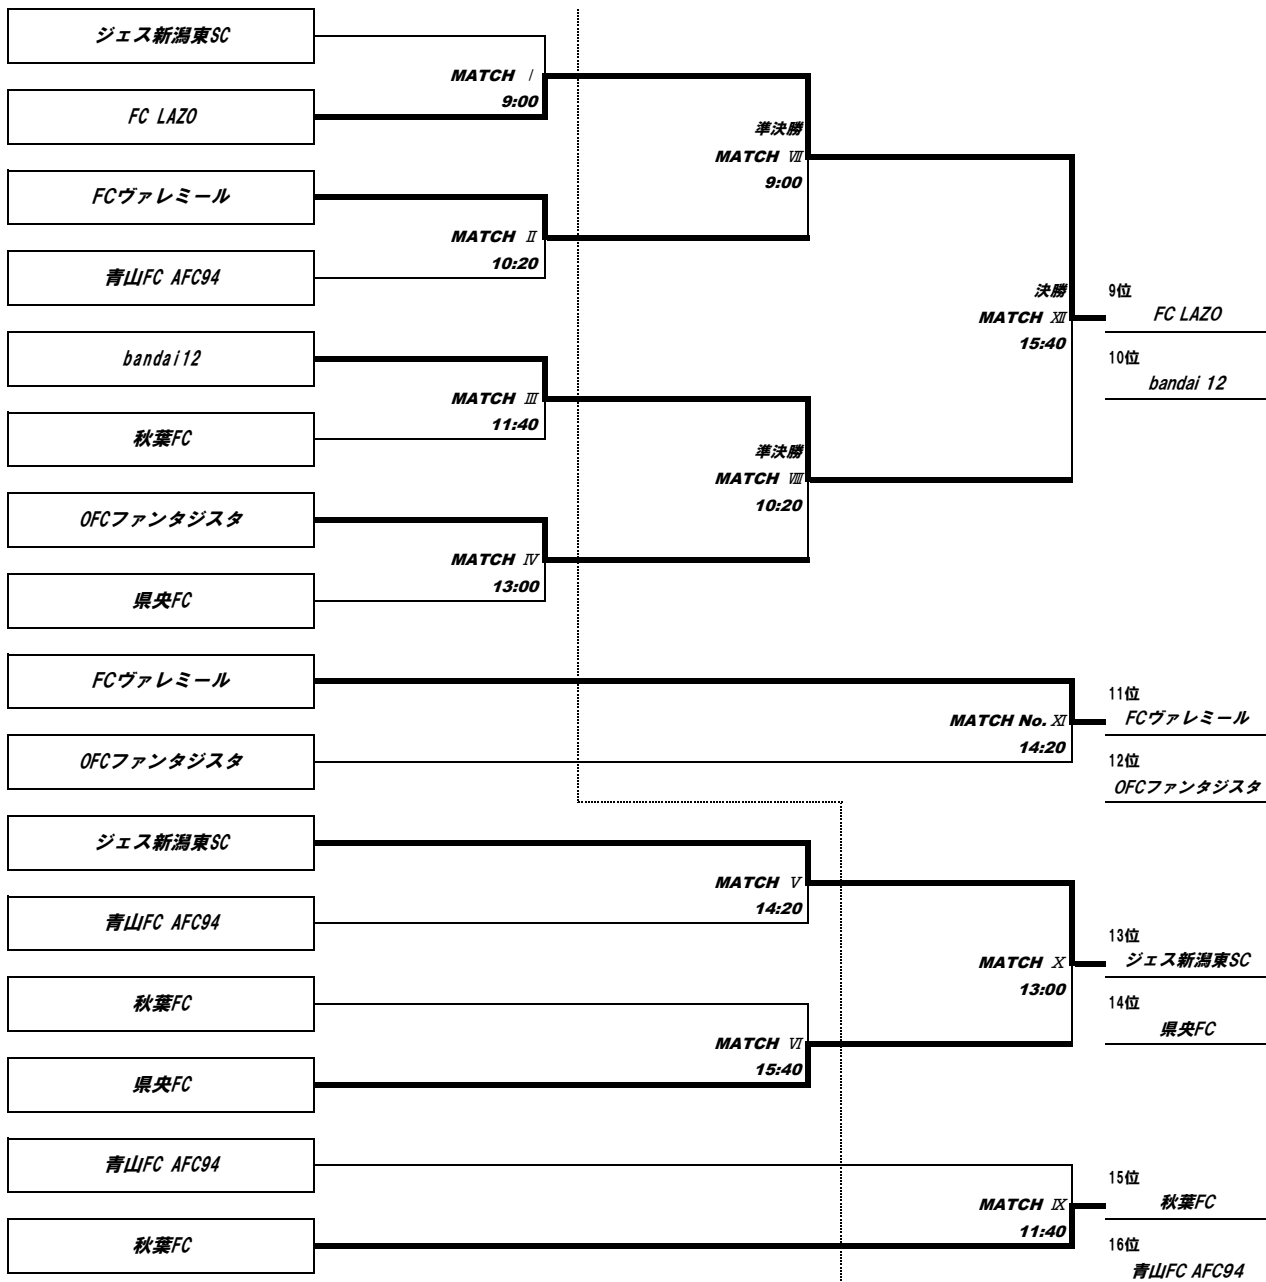 ジェス新潟東SC
MATCH Ⅰ
9:00
FC LAZO
準決勝
MATCH Ⅶ
9:00
FCヴァレミール
MATCH Ⅱ
10:20
青山FC AFC94
決勝
MATCH Ⅻ
15:40
9位
FC LAZO
10位
bandai 12
bandai12
MATCH Ⅲ
11:40
秋葉FC
準決勝
MATCH Ⅷ
10:20
OFCファンタジスタ
MATCH Ⅳ
13:00
県央FC
FCヴァレミール
MATCH No. Ⅺ
14:20
11位
FCヴァレミール
OFCファンタジスタ
12位
OFCファンタジスタ
ジェス新潟東SC
MATCH Ⅴ
14:20
青山FC AFC94
MATCH Ⅹ
13:00
13位
ジェス新潟東SC
14位
県央FC
秋葉FC
MATCH Ⅵ
15:40
県央FC
青山FC AFC94
MATCH Ⅸ
11:40
15位
秋葉FC
秋葉FC
16位
青山FC AFC94